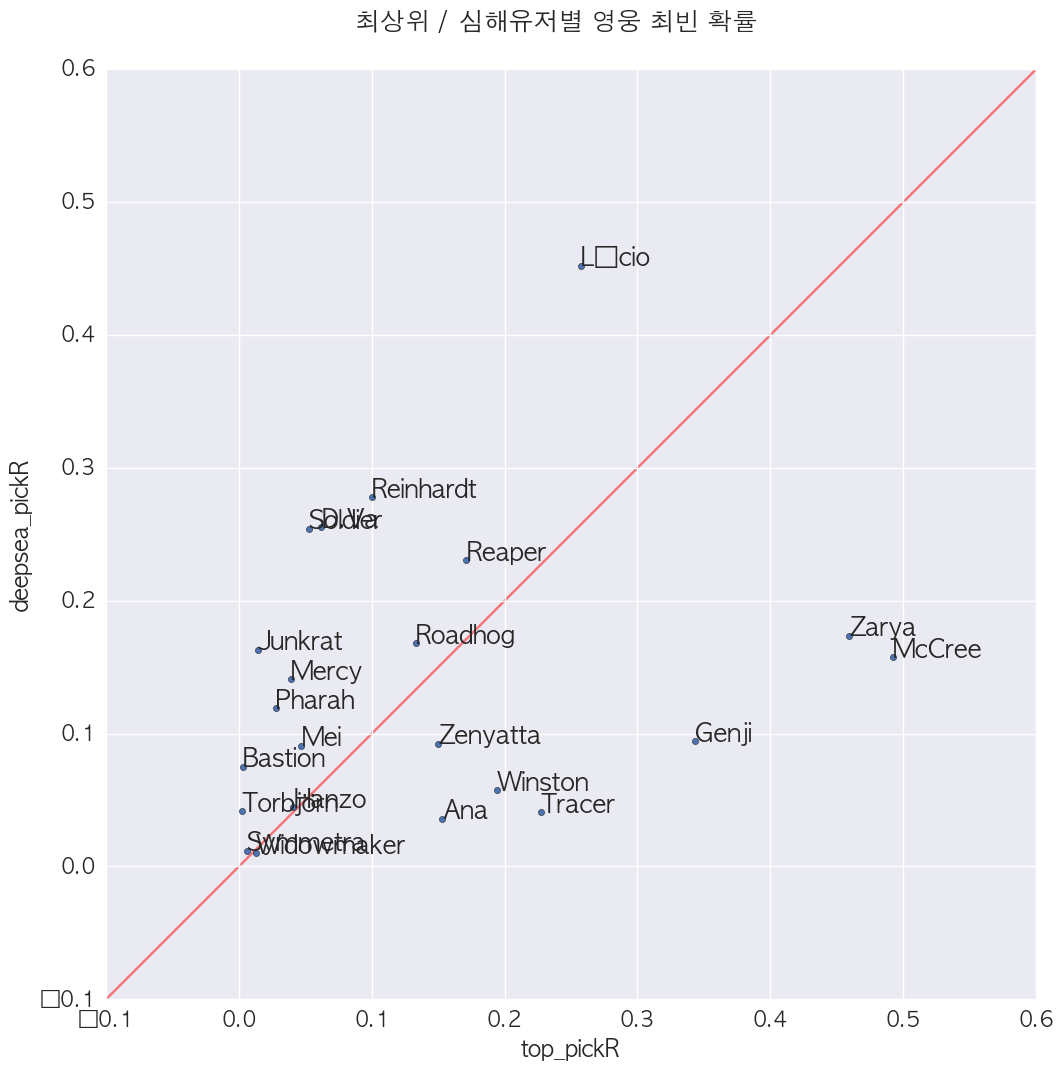 최상위 / 심해유저별 영웅 최빈 확률
0.6
0.5
0.4
0.3
0.2
0.1
0.0
□0.1
deepsea_pickR
L□cio
Reinhardt
Soldier
D.Va
Reaper
Roadhog
Zarya
McCree
Junkrat
Mercy
Pharah
Mei
Zenyatta
Genji
Bastion
Winston
Torbjörn
Hanzo
Ana
Tracer
Symmetra
Widowmaker
□0.1 0.0 0.1 0.2 0.3 0.4 0.5 0.6
top_pickR